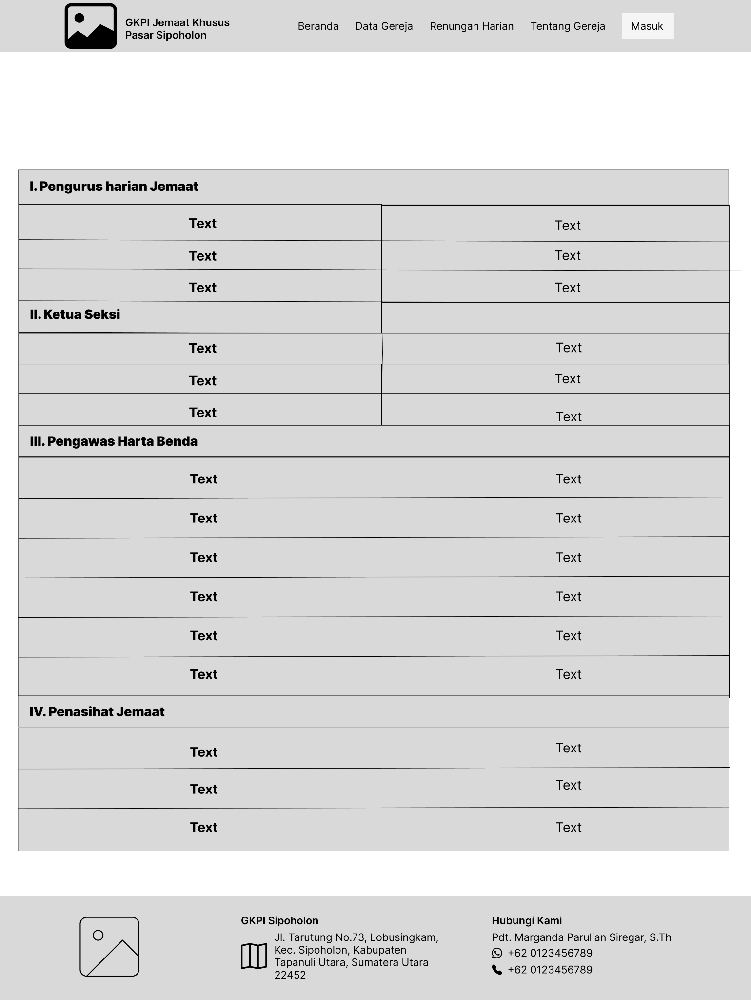 GKPI Jemaat Khusus
Pasar Sipoholon
Beranda
Data Gereja
Renungan Harian
Tentang Gereja
Masuk
I. Pengurus harian Jemaat
Text Text
Text Text
Text Text
II. Ketua Seksi
Text Text
Text Text
Text Text
III. Pengawas Harta Benda
Text Text
Text Text
Text Text
Text Text
Text Text
Text Text
IV. Penasihat Jemaat
Text Text
Text Text
Text Text
GKPI Sipoholon
Jl. Tarutung No.73, Lobusingkam,
Kec. Sipoholon, Kabupaten
Tapanuli Utara, Sumatera Utara
22452
Hubungi Kami
Pdt. Marganda Parulian Siregar, S.Th
+62 0123456789
+62 0123456789